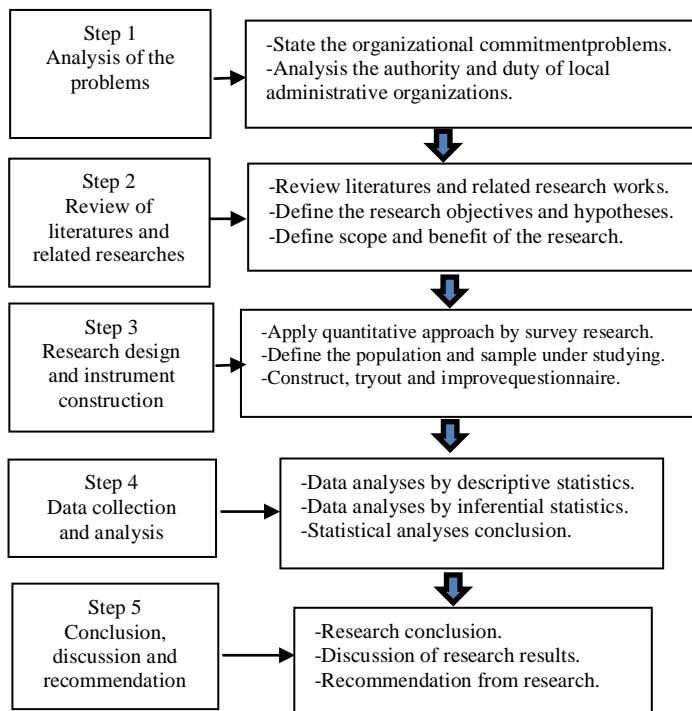 Step 1
Analysis of the
problems
-State the organizational commitmentproblems.
-Analysis the authority and duty of local
administrative organizations.
Step 2
Review of
literatures and
related researches
-Review literatures and related research works.
-Define the research objectives and hypotheses.
-Define scope and benefit of the research.
Step 3
Research design
and instrument
construction
-Apply quantitative approach by survey research.
-Define the population and sample under studying.
-Construct, tryout and improvequestionnaire.
Step 4
Data collection
and analysis
-Data analyses by descriptive statistics.
-Data analyses by inferential statistics.
-Statistical analyses conclusion.
Step 5
Conclusion,
discussion and
recommendation
-Research conclusion.
-Discussion of research results.
-Recommendation from research.